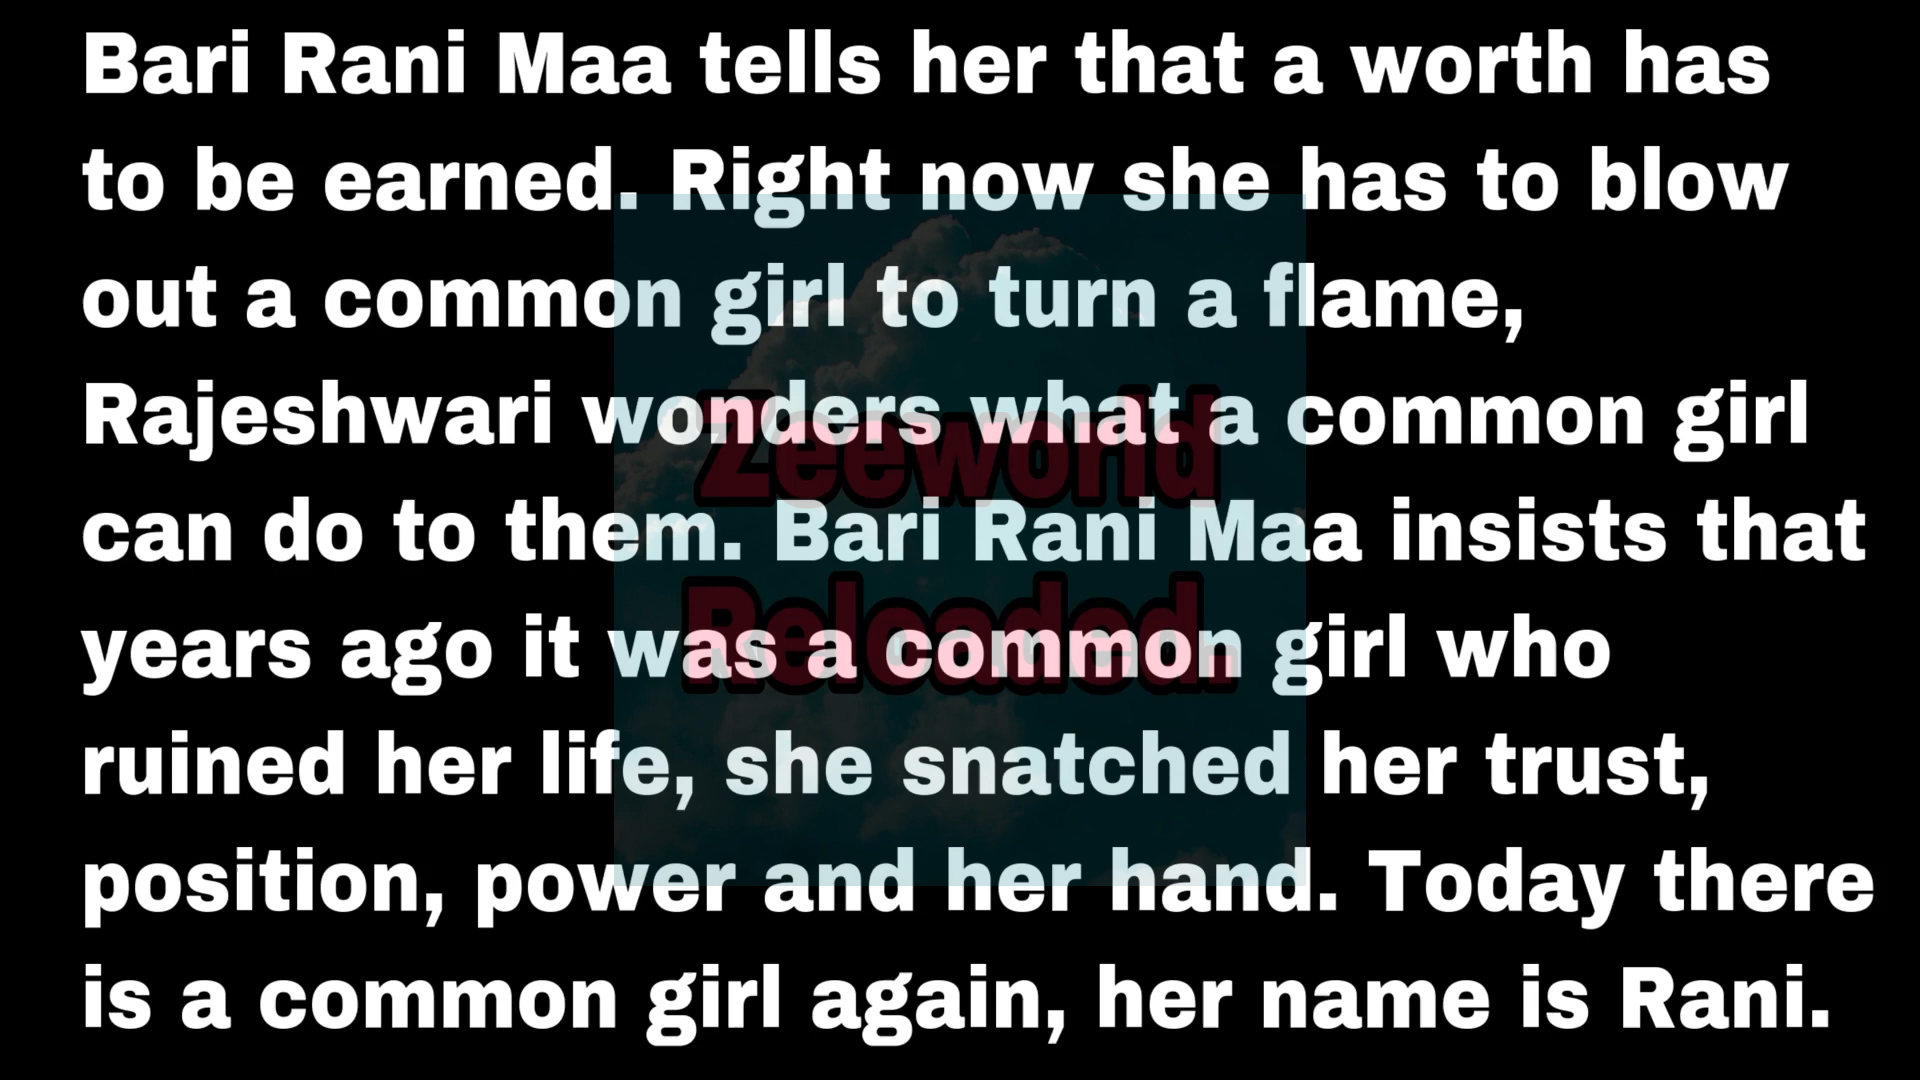 Bari Rani Maa tells her that a worth has
to be earned. Right now she has to blow
out a common girl to turn a flame,
Rajeshwari wonders what a common girl
can do to them. Bari Rani Maa insists that
years ago it was a common girl who
ruined her life, she snatched her trust,
position, power and her hand. Today there
is a common girl again, her name is Rani.
Zeeworld
Reloaded.